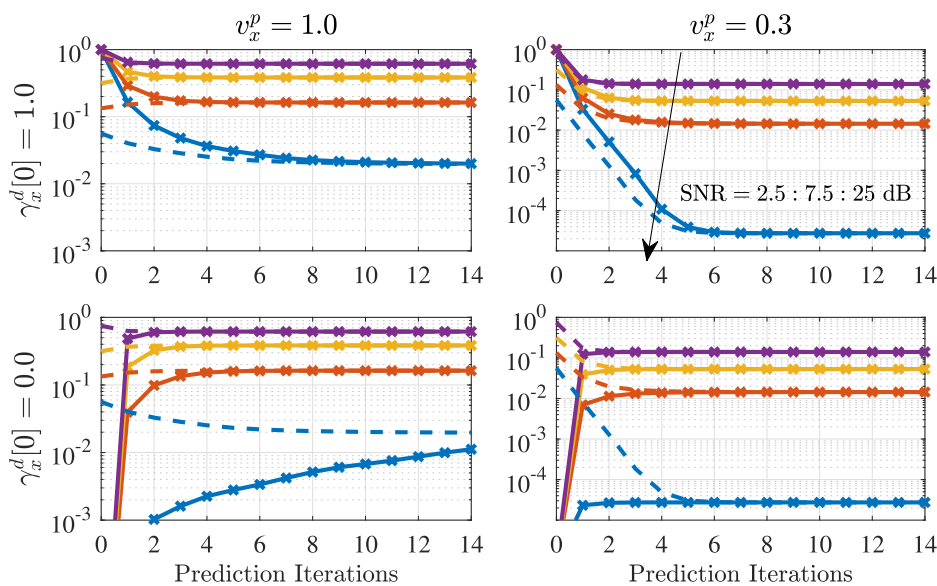 v_x^p = 1.0
v_x^p = 0.3
γ_x^d[0] = 1.0
10^0
10^-1
10^-2
10^-3
0 2 4 6 8 10 12 14
10^0
10^-1
10^-2
10^-4
SNR = 2.5 : 7.5 : 25 dB
0 2 4 6 8 10 12 14
γ_x^d[0] = 0.0
10^0
10^-1
10^-2
10^-3
0 2 4 6 8 10 12 14
Prediction Iterations
10^0
10^-1
10^-2
10^-4
0 2 4 6 8 10 12 14
Prediction Iterations